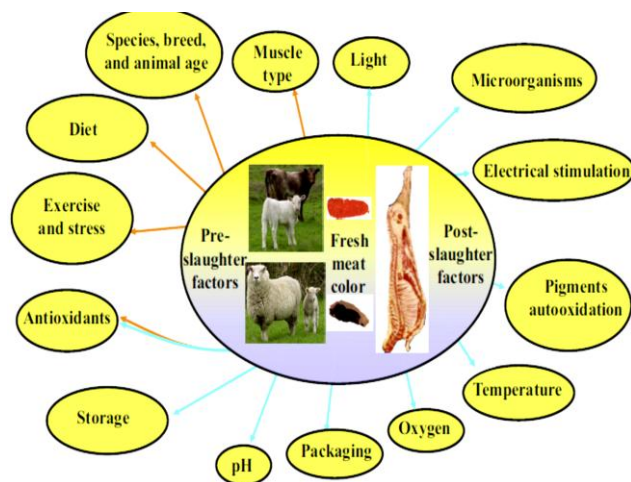 Species, breed,
and animal age
Muscle
type
Light
Microorganisms
Diet
Electrical stimulation
Exercise
and stress
Pre-
slaughter
factors
Fresh
meat
color
Post-
slaughter
factors
Pigments
autooxidation
Antioxidants
Temperature
Storage
Oxygen
Packaging
pH